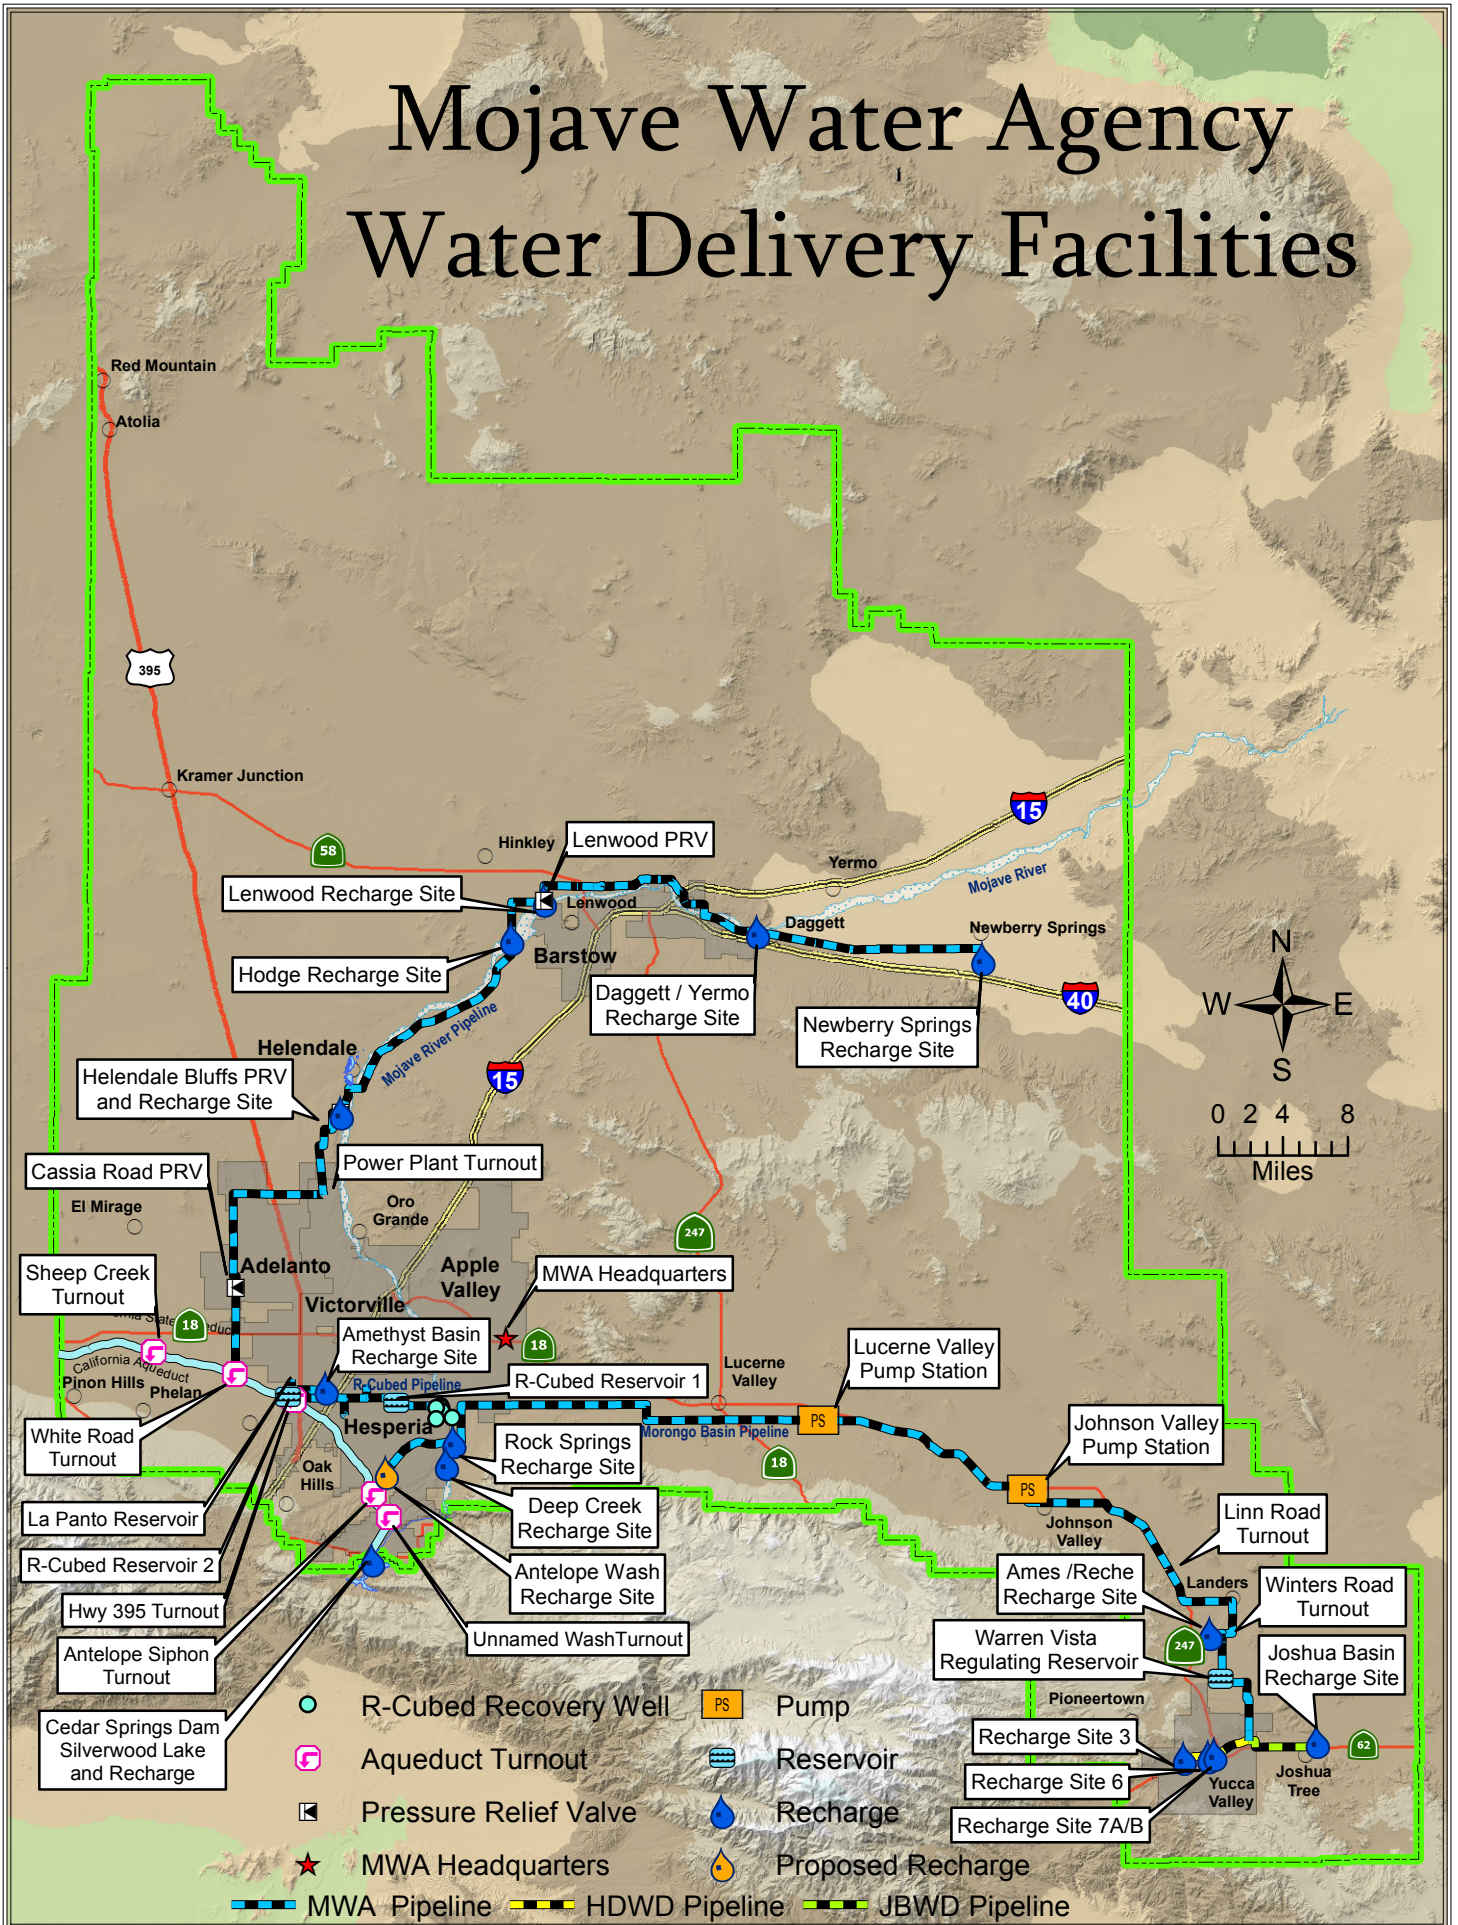 Mojave Water Agency
Water Delivery Facilities
Red Mountain
Atolia
395
Kramer Junction
58
Hinkley
Lenwood PRV
15
Yermo
Mojave River
Lenwood Recharge Site
Lenwood
Daggett
Newberry Springs
Barstow
Hodge Recharge Site
Daggett / Yermo
Recharge Site
40
Newberry Springs
Recharge Site
N
W
E
S
Mojave River Pipeline
Helendale
15
Helendale Bluffs PRV
and Recharge Site
0 2 4 8
Miles
Cassia Road PRV
Power Plant Turnout
El Mirage
Oro
Grande
247
Sheep Creek
Turnout
Adelanto
Apple
Valley
MWA Headquarters
Victorville
18
18
Amethyst Basin
Recharge Site
Lucerne Valley
Pump Station
California Aqueduct
Pinon Hills
Phelan
R-Cubed Pipeline
R-Cubed Reservoir 1
Lucerne
Valley
PS
Johnson Valley
Pump Station
White Road
Turnout
Hesperia
Morongo Basin Pipeline
Rock Springs
Recharge Site
18
Oak
Hills
PS
La Panto Reservoir
Deep Creek
Recharge Site
Johnson
Valley
Linn Road
Turnout
R-Cubed Reservoir 2
Antelope Wash
Recharge Site
Ames /Reche
Recharge Site
Landers
Winters Road
Turnout
Hwy 395 Turnout
Unnamed WashTurnout
Antelope Siphon
Turnout
Warren Vista
Regulating Reservoir
247
Joshua Basin
Recharge Site
Pioneertown
Cedar Springs Dam
Silverwood Lake
and Recharge
Recharge Site 3
62
Recharge Site 6
Yucca
Valley
Joshua
Tree
Recharge Site 7A/B
R-Cubed Recovery Well
PS
Pump
Aqueduct Turnout
Reservoir
Pressure Relief Valve
Recharge
MWA Headquarters
Proposed Recharge
MWA Pipeline
HDWD Pipeline
JBWD Pipeline